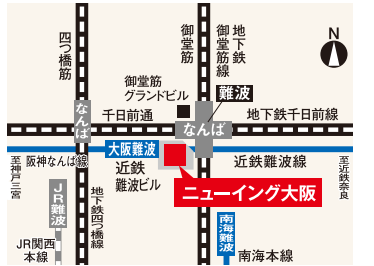 四つ橋筋
御堂筋
地下鉄
御堂筋線
N
御堂筋
グランドビル
難波
なんば
千日前通
なんば
地下鉄千日前線
大阪難波
至神戸三宮
阪神なんば線
近鉄
難波ビル
近鉄難波線
至近鉄奈良
ニューイング大阪
JR難波
地下鉄四つ橋線
南海難波
JR関西
本線
南海本線